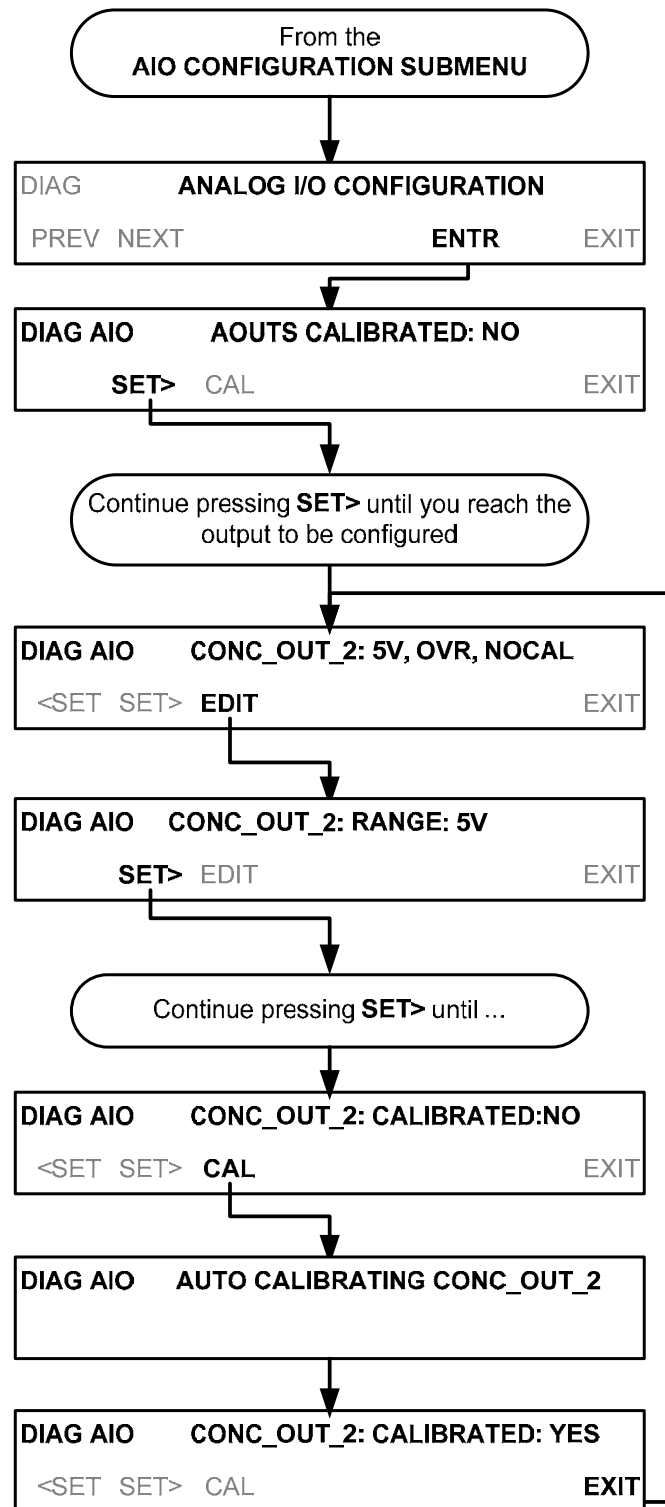 From the
AIO CONFIGURATION SUBMENU
DIAG ANALOG I/O CONFIGURATION
PREV NEXT ENTR EXIT
DIAG AIO AOUTS CALIBRATED: NO
SET> CAL EXIT
Continue pressing SET> until you reach the
output to be configured
DIAG AIO CONC_OUT_2: 5V, OVR, NOCAL
<SET SET> EDIT EXIT
DIAG AIO CONC_OUT_2: RANGE: 5V
SET> EDIT EXIT
Continue pressing SET> until ...
DIAG AIO CONC_OUT_2: CALIBRATED:NO
<SET SET> CAL EXIT
DIAG AIO AUTO CALIBRATING CONC_OUT_2
DIAG AIO CONC_OUT_2: CALIBRATED: YES
<SET SET> CAL EXIT